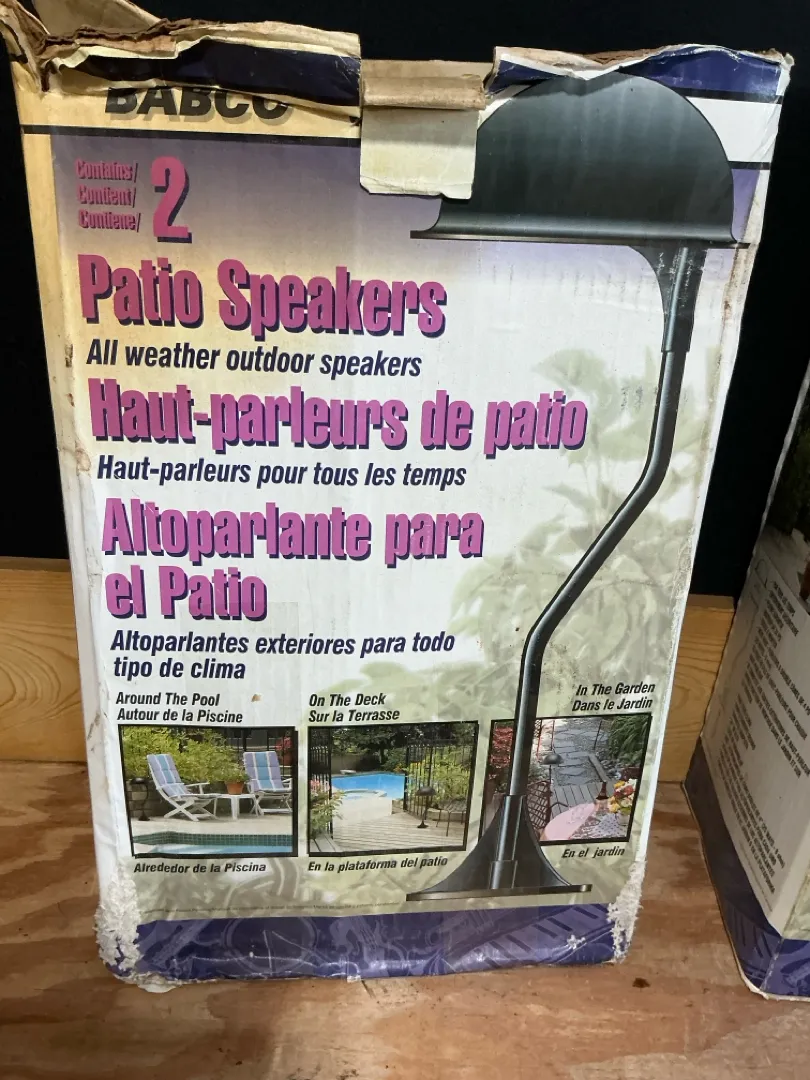 BABCO
Contains/
Contient/
Contiene/
2
Patio Speakers
All weather outdoor speakers
Haut-parleurs de patio
Haut-parleurs pour tous les temps
Altoparlante para
el Patio
Altoparlantes exteriores para todo
tipo de clima
Around The Pool
Autour de la Piscine
Alrededor de la Piscina
On The Deck
Sur la Terrasse
En la plataforma del patio
In The Garden
Dans le Jardin
En el jardin